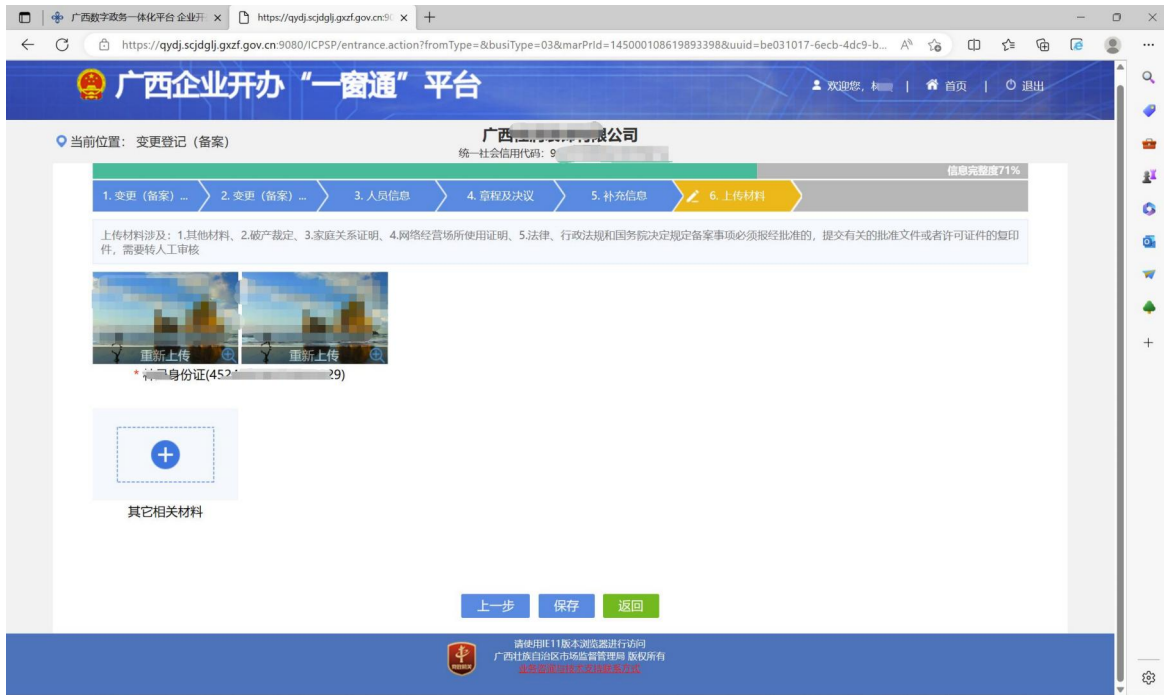 广西数字政务一体化平台 企业开
https://qydj.scjdglj.gxzf.gov.cn:90
https://qydj.scjdglj.gxzf.gov.cn:9080/ICPSP/entrance.action?fromType=&busiType=03&marPrId=145000108619893398&uuid=be031017-6ecb-4dc9-b...
广西企业开办“一窗通”平台
欢迎您, | 首页 | 退出
当前位置: 变更登记(备案)
广西 限公司
统一社会信用代码: 9
信息完整度71%
1. 变更(备案)... 2. 变更(备案)... 3. 人员信息 4. 章程及决议 5. 补充信息 6. 上传材料
上传材料涉及:1.其他材料、2.破产裁定、3.家庭关系证明、4.网络经营场所使用证明、5.法律、行政法规和国务院决定规定备案事项必须报经批准的,提交有关的批准文件或者许可证件的复印
件,需要转人工审核
重新上传 重新上传
* 身份证(452 29)
其它相关材料
上一步 保存 返回
请使用IE11版本浏览器进行访问
广西壮族自治区市场监督管理局 版权所有